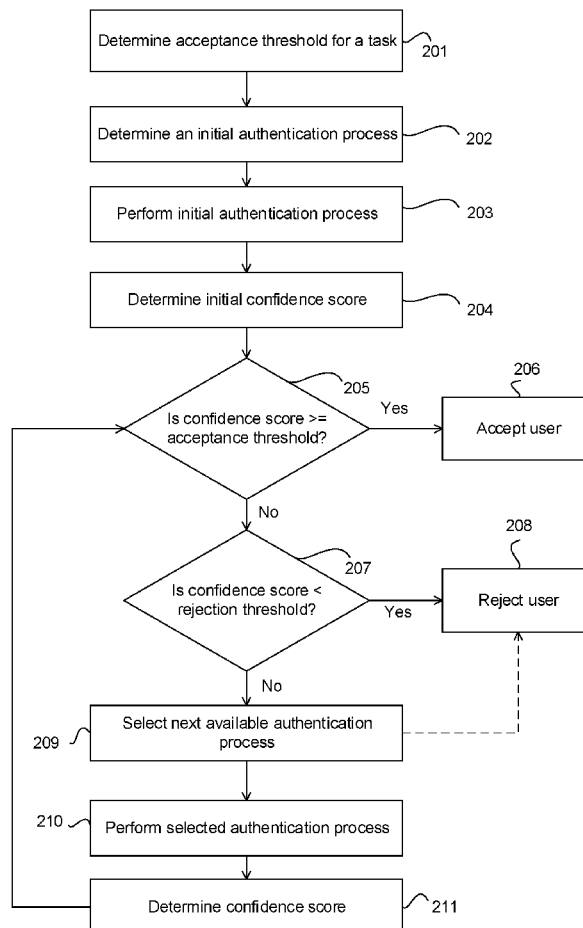 Determine acceptance threshold for a task
201
Determine an initial authentication process
202
Perform initial authentication process
203
Determine initial confidence score
204
205
Is confidence score >=
acceptance threshold?
Yes
206
Accept user
No
207
Is confidence score <
rejection threshold?
Yes
208
Reject user
No
Select next available authentication
process
209
210
Perform selected authentication process
Determine confidence score
211